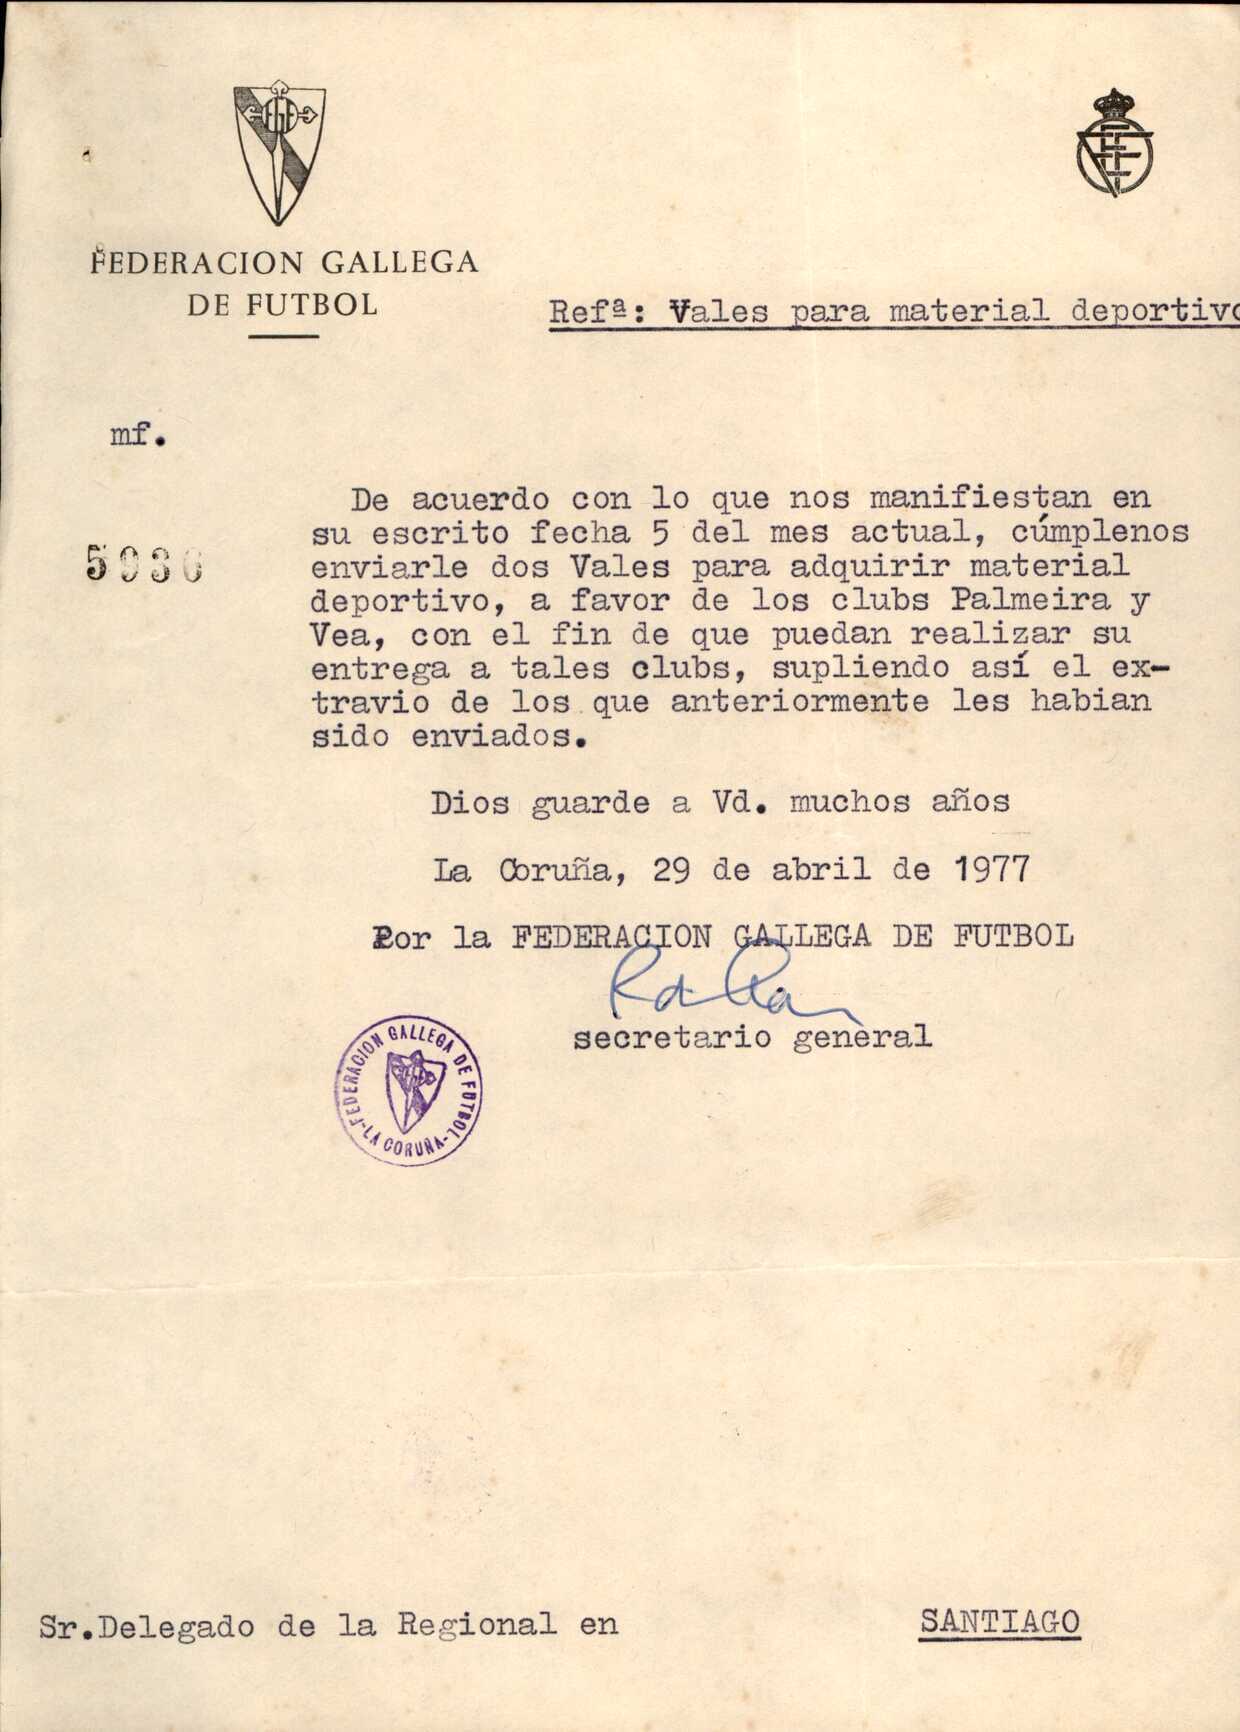 FEDERACION GALLEGA
DE FUTBOL
Refª: Vales para material deportivo
mf.
De acuerdo con lo que nos manifiestan en
su escrito fecha 5 del mes actual, cúmplenos
5936
enviarle dos Vales para adquirir material
deportivo, a favor de los clubs Palmeira y
Vea, con el fin de que puedan realizar su
entrega a tales clubs, supliendo así el ex-
travio de los que anteriormente les habian
sido enviados.
Dios guarde a Vd. muchos años
La Coruña, 29 de abril de 1977
Por la FEDERACION GALLEGA DE FUTBOL
secretario general
FEDERACION GALLEGA DE FUTBOL
-LA CORUÑA-
Sr.Delegado de la Regional en SANTIAGO